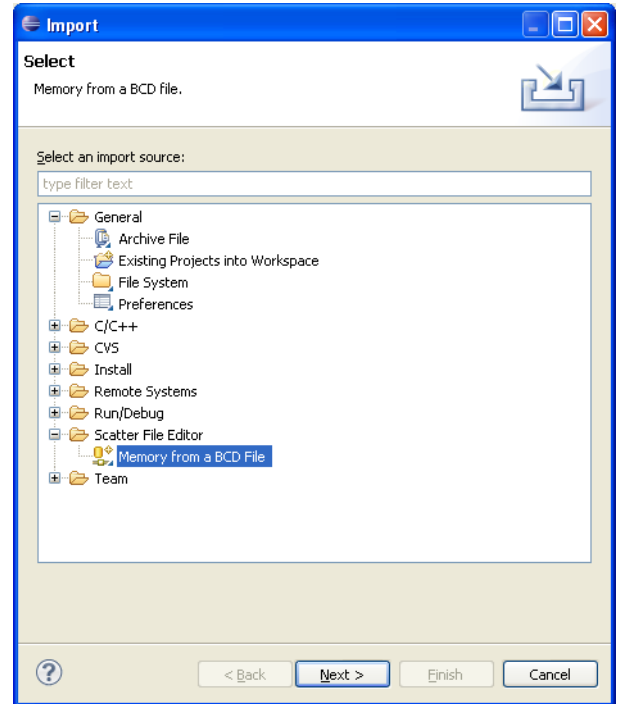 Import
Select
Memory from a BCD file.
Select an import source:
type filter text
General
Archive File
Existing Projects into Workspace
File System
Preferences
C/C++
CVS
Install
Remote Systems
Run/Debug
Scatter File Editor
Memory from a BCD File
Team
? < Back Next > Finish Cancel